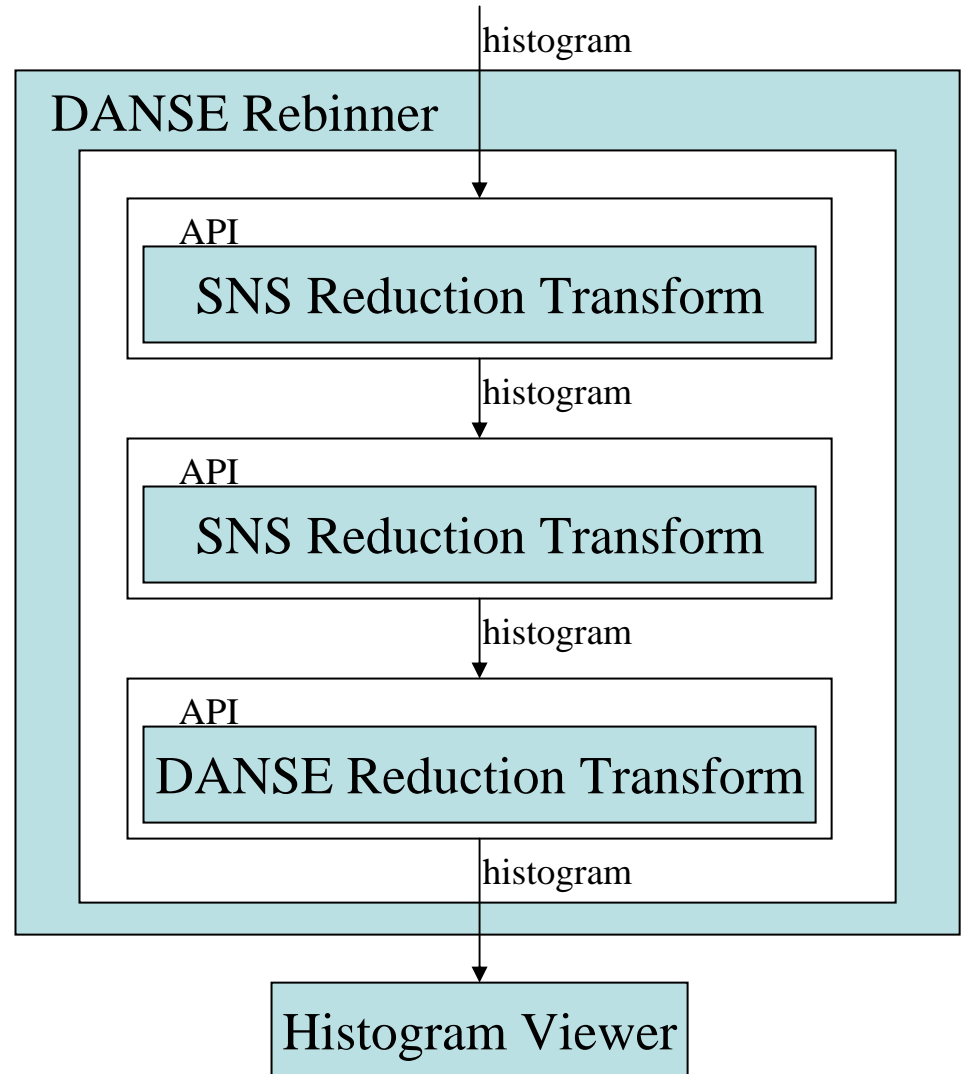 histogram
DANSE Rebinner
API
SNS Reduction Transform
histogram
API
SNS Reduction Transform
histogram
API
DANSE Reduction Transform
histogram
Histogram Viewer